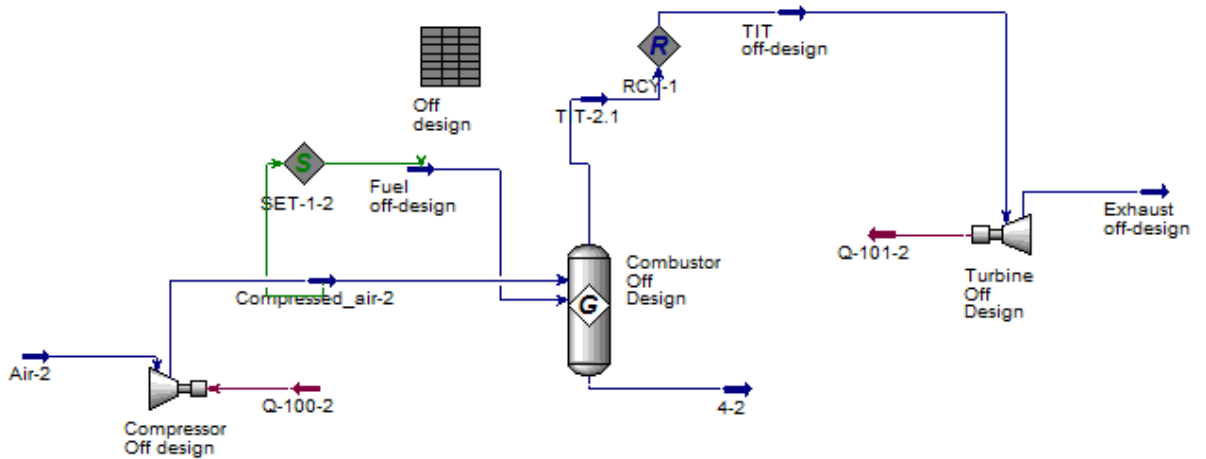 TIT
off-design
R
RCY-1
Off
design
T T-2.1
S
SET-1-2
Fuel
off-design
Exhaust
off-design
Q-101-2
Turbine
Off
Design
Combustor
Off
Design
Compressed_air-2
G
Air-2
Q-100-2
4-2
Compressor
Off design